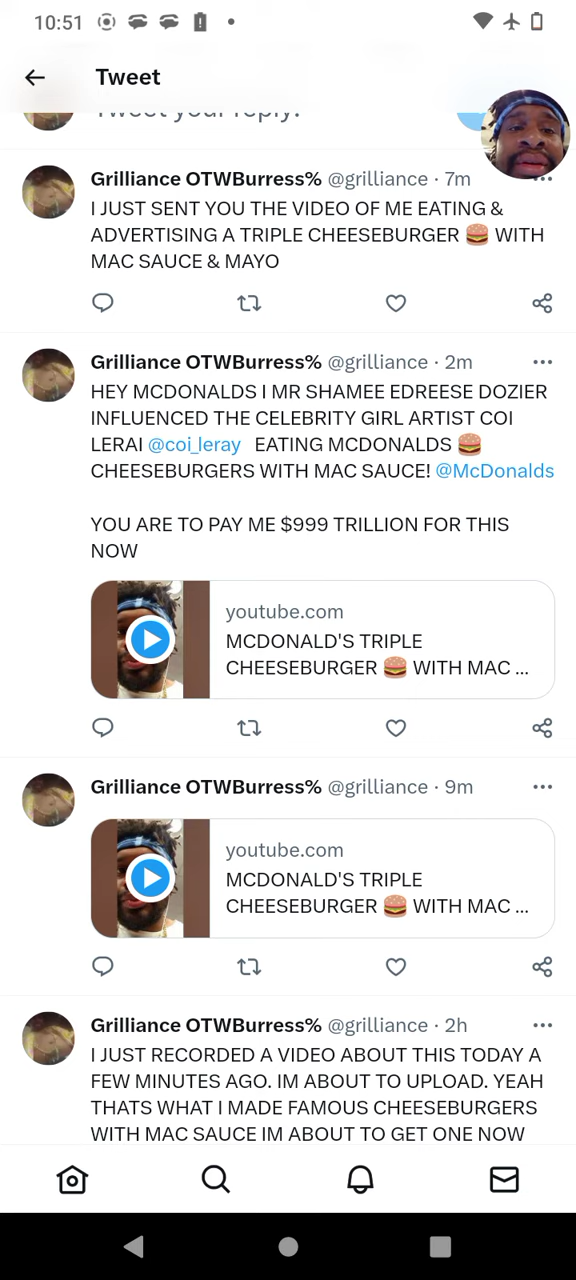 10:51
Tweet
Tweet your reply.
Grilliance OTWBurress% @grilliance · 7m
I JUST SENT YOU THE VIDEO OF ME EATING &
ADVERTISING A TRIPLE CHEESEBURGER 🍔 WITH
MAC SAUCE & MAYO
Grilliance OTWBurress% @grilliance · 2m
HEY MCDONALDS I MR SHAMEE EDREESE DOZIER
INFLUENCED THE CELEBRITY GIRL ARTIST COI
LERAI @coi_leray EATING MCDONALDS 🍔
CHEESEBURGERS WITH MAC SAUCE! @McDonalds
YOU ARE TO PAY ME $999 TRILLION FOR THIS
NOW
youtube.com
MCDONALD'S TRIPLE
CHEESEBURGER 🍔 WITH MAC ...
Grilliance OTWBurress% @grilliance · 9m
youtube.com
MCDONALD'S TRIPLE
CHEESEBURGER 🍔 WITH MAC ...
Grilliance OTWBurress% @grilliance · 2h
I JUST RECORDED A VIDEO ABOUT THIS TODAY A
FEW MINUTES AGO. IM ABOUT TO UPLOAD. YEAH
THATS WHAT I MADE FAMOUS CHEESEBURGERS
WITH MAC SAUCE IM ABOUT TO GET ONE NOW